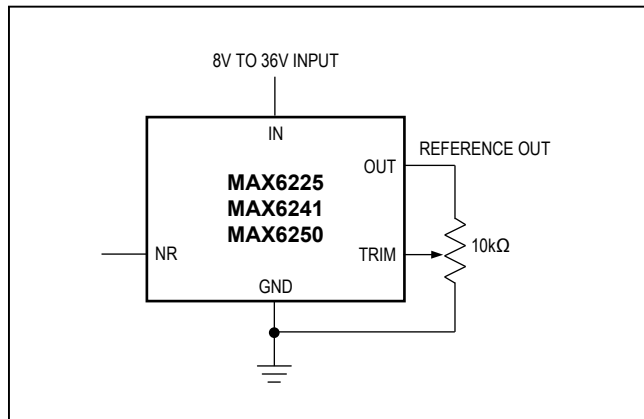 8V TO 36V INPUT
IN
REFERENCE OUT
OUT
MAX6225
MAX6241
MAX6250
NR
TRIM
10kΩ
GND